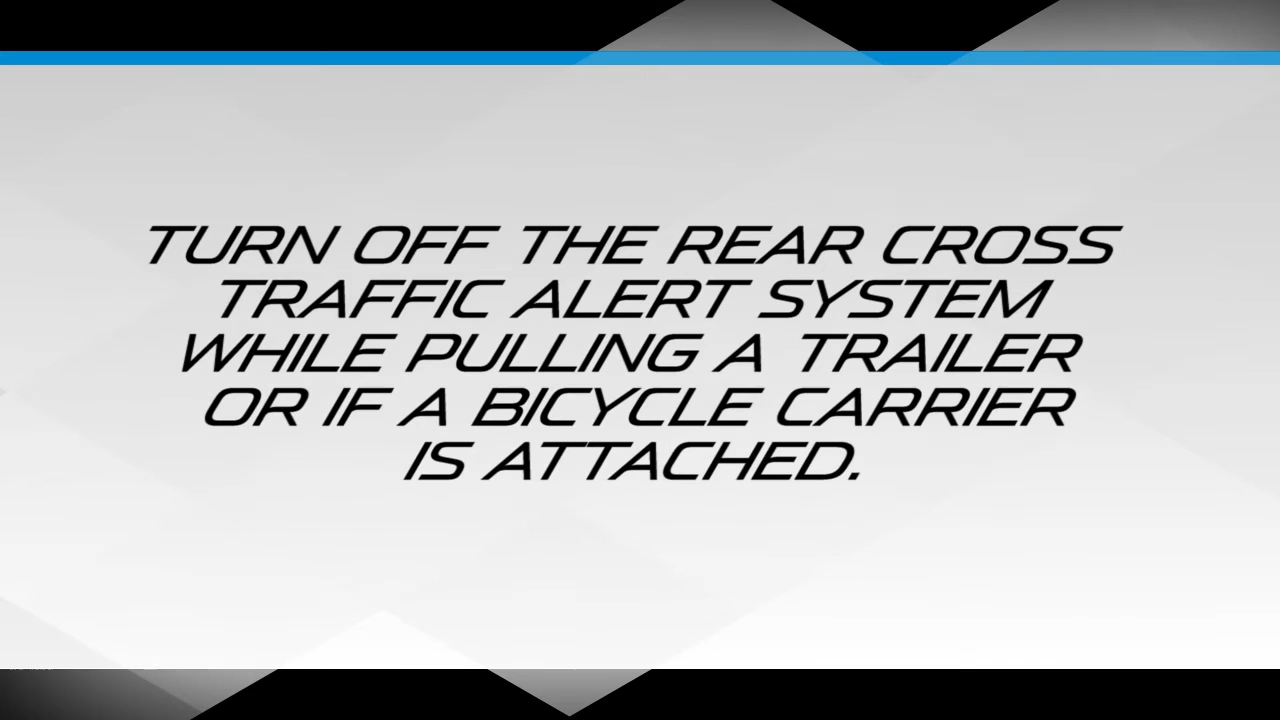 TURN OFF THE REAR CROSS
TRAFFIC ALERT SYSTEM
WHILE PULLING A TRAILER
OR IF A BICYCLE CARRIER
IS ATTACHED.